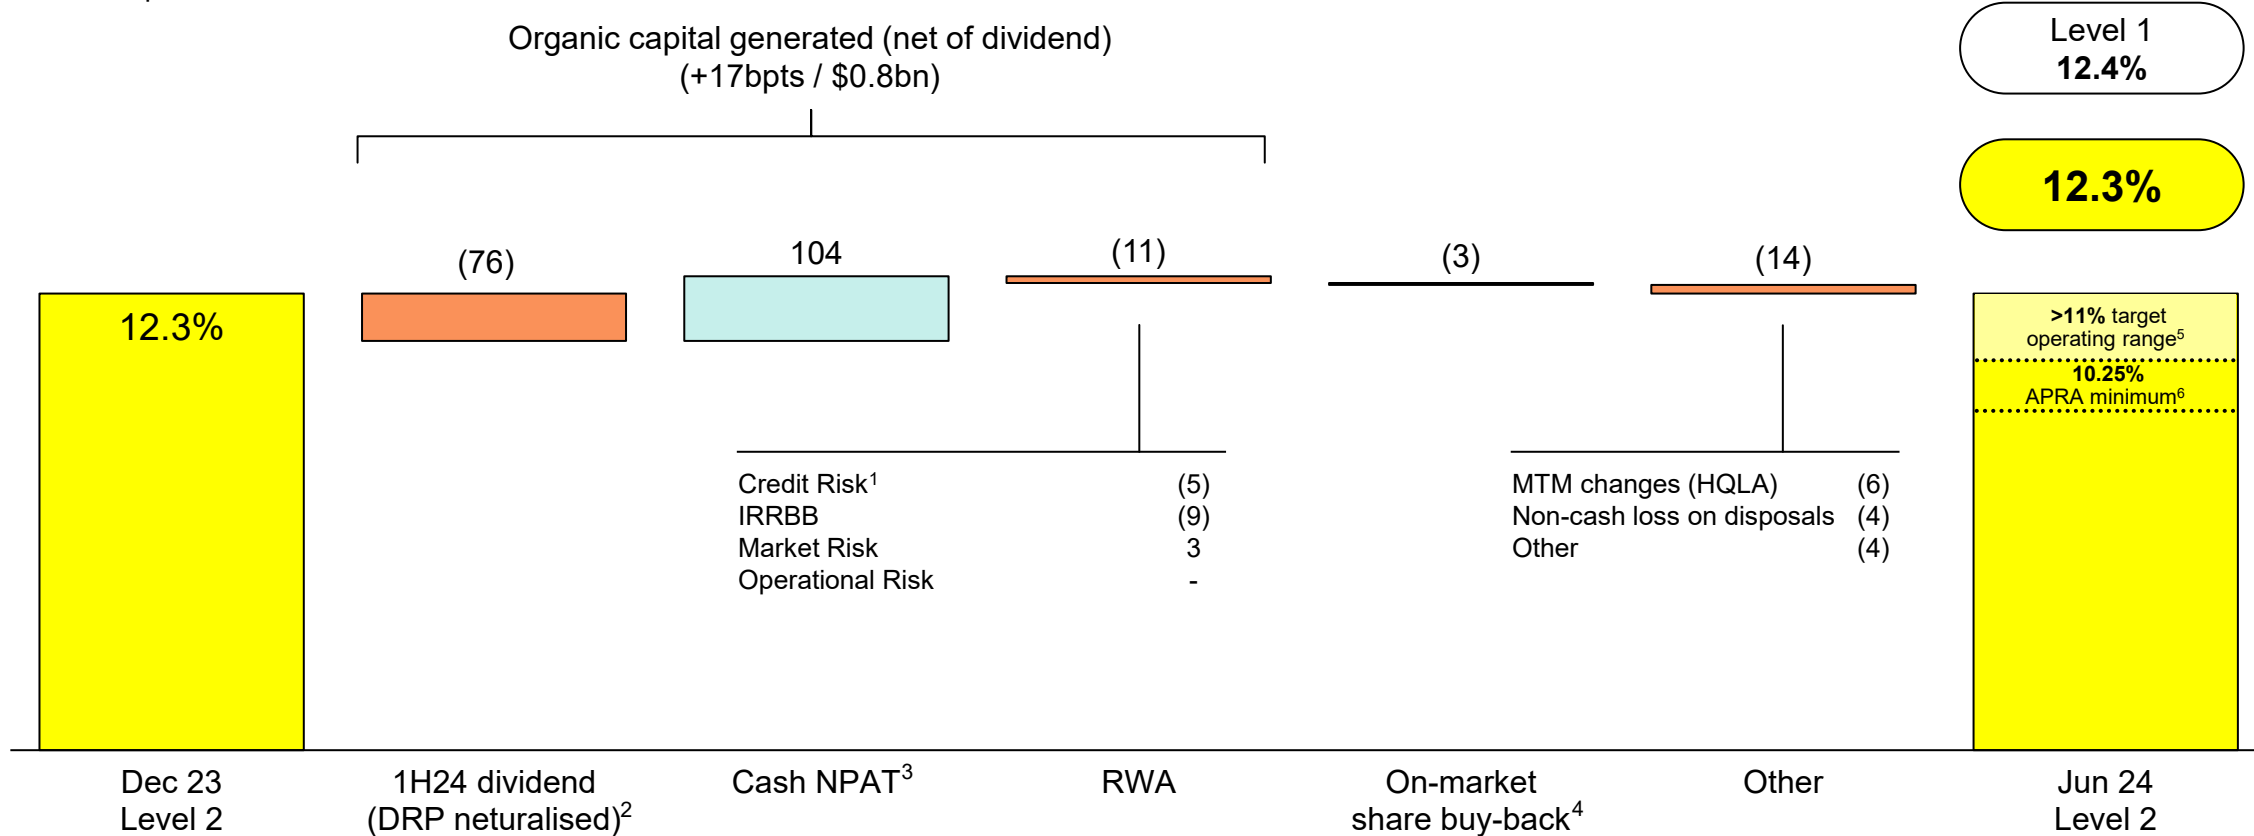 Organic capital generated (net of dividend)
(+17bpts / $0.8bn)
Level 1
12.4%
12.3%
(76)
104
(11)
(3)
(14)
12.3%
>11% target
operating range⁵
10.25%
APRA minimum⁶
Credit Risk¹ (5)
IRRBB (9)
Market Risk 3
Operational Risk -
MTM changes (HQLA) (6)
Non-cash loss on disposals (4)
Other (4)
Dec 23
Level 2
1H24 dividend
(DRP neturalised)²
Cash NPAT³
RWA
On-market
share buy-back⁴
Other
Jun 24
Level 2